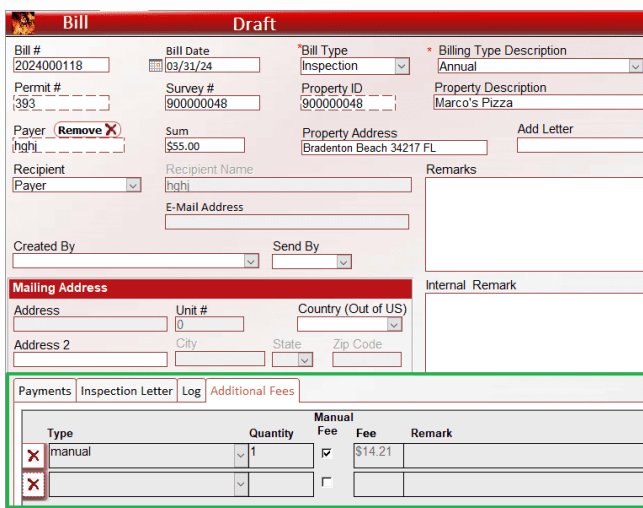 Bill Draft
Bill # Bill Date *Bill Type * Billing Type Description
2024000118 03/31/24 Inspection Annual
Permit # Survey # Property ID Property Description
393 900000048 900000048 Marco's Pizza
Payer Remove X Sum Property Address Add Letter
hghj $55.00 Bradenton Beach 34217 FL
Recipient Recipient Name Remarks
Payer hghj
E-Mail Address
Created By Send By
Mailing Address Internal Remark
Address Unit # Country (Out of US)
0
Address 2 City State Zip Code
Payments Inspection Letter Log Additional Fees
Type Quantity Manual Fee Fee Remark
manual 1 $14.21